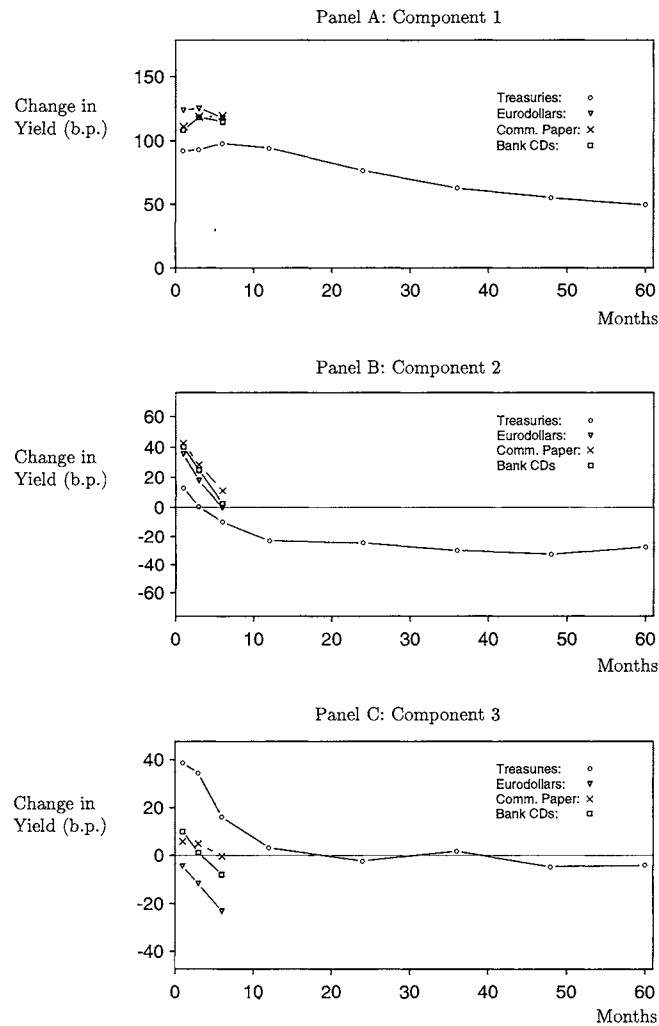 Panel A: Component 1
Change in
Yield (b.p.)
150
100
50
0
Treasuries:
Eurodollars:
Comm. Paper:
Bank CDs:
0 10 20 30 40 50 60
Months
Panel B: Component 2
Change in
Yield (b.p.)
60
40
20
0
-20
-40
-60
Treasuries:
Eurodollars:
Comm. Paper:
Bank CDs
0 10 20 30 40 50 60
Months
Panel C: Component 3
Change in
Yield (b.p.)
40
20
0
-20
-40
Treasunes:
Eurodollars:
Comm. Paper:
Bank CDs:
0 10 20 30 40 50 60
Months